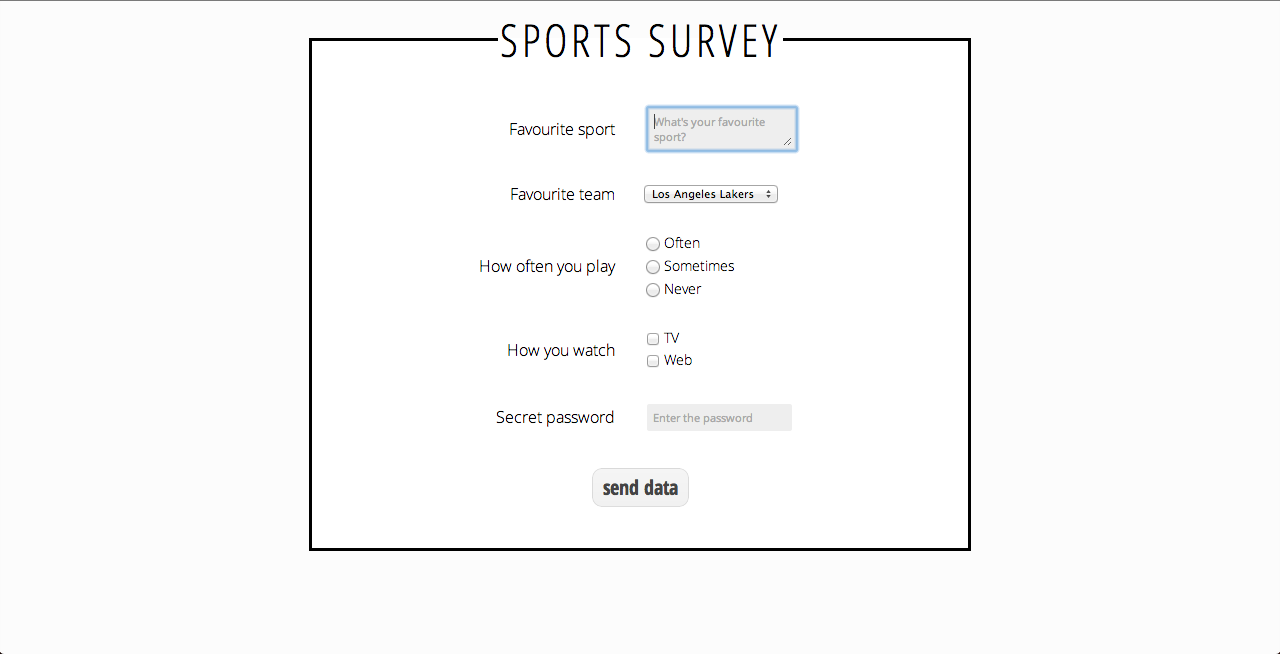 SPORTS SURVEY
Favourite sport
What's your favourite
sport?
Favourite team
Los Angeles Lakers
How often you play
Often
Sometimes
Never
How you watch
TV
Web
Secret password
Enter the password
send data